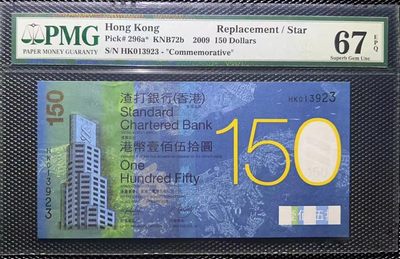 PMG
PAPER MONEY GUARANTY
Hong Kong
Replacement / Star
Pick# 296a* KNB72b 2009 150 Dollars
S/N HK013923 - "Commemorative"
67
EPQ
Superb Gem Unc
150
HK013923
渣打銀行(香港)
Standard
Chartered Bank
港幣壹佰伍拾圓
One
Hundred Fifty
150
HK013923